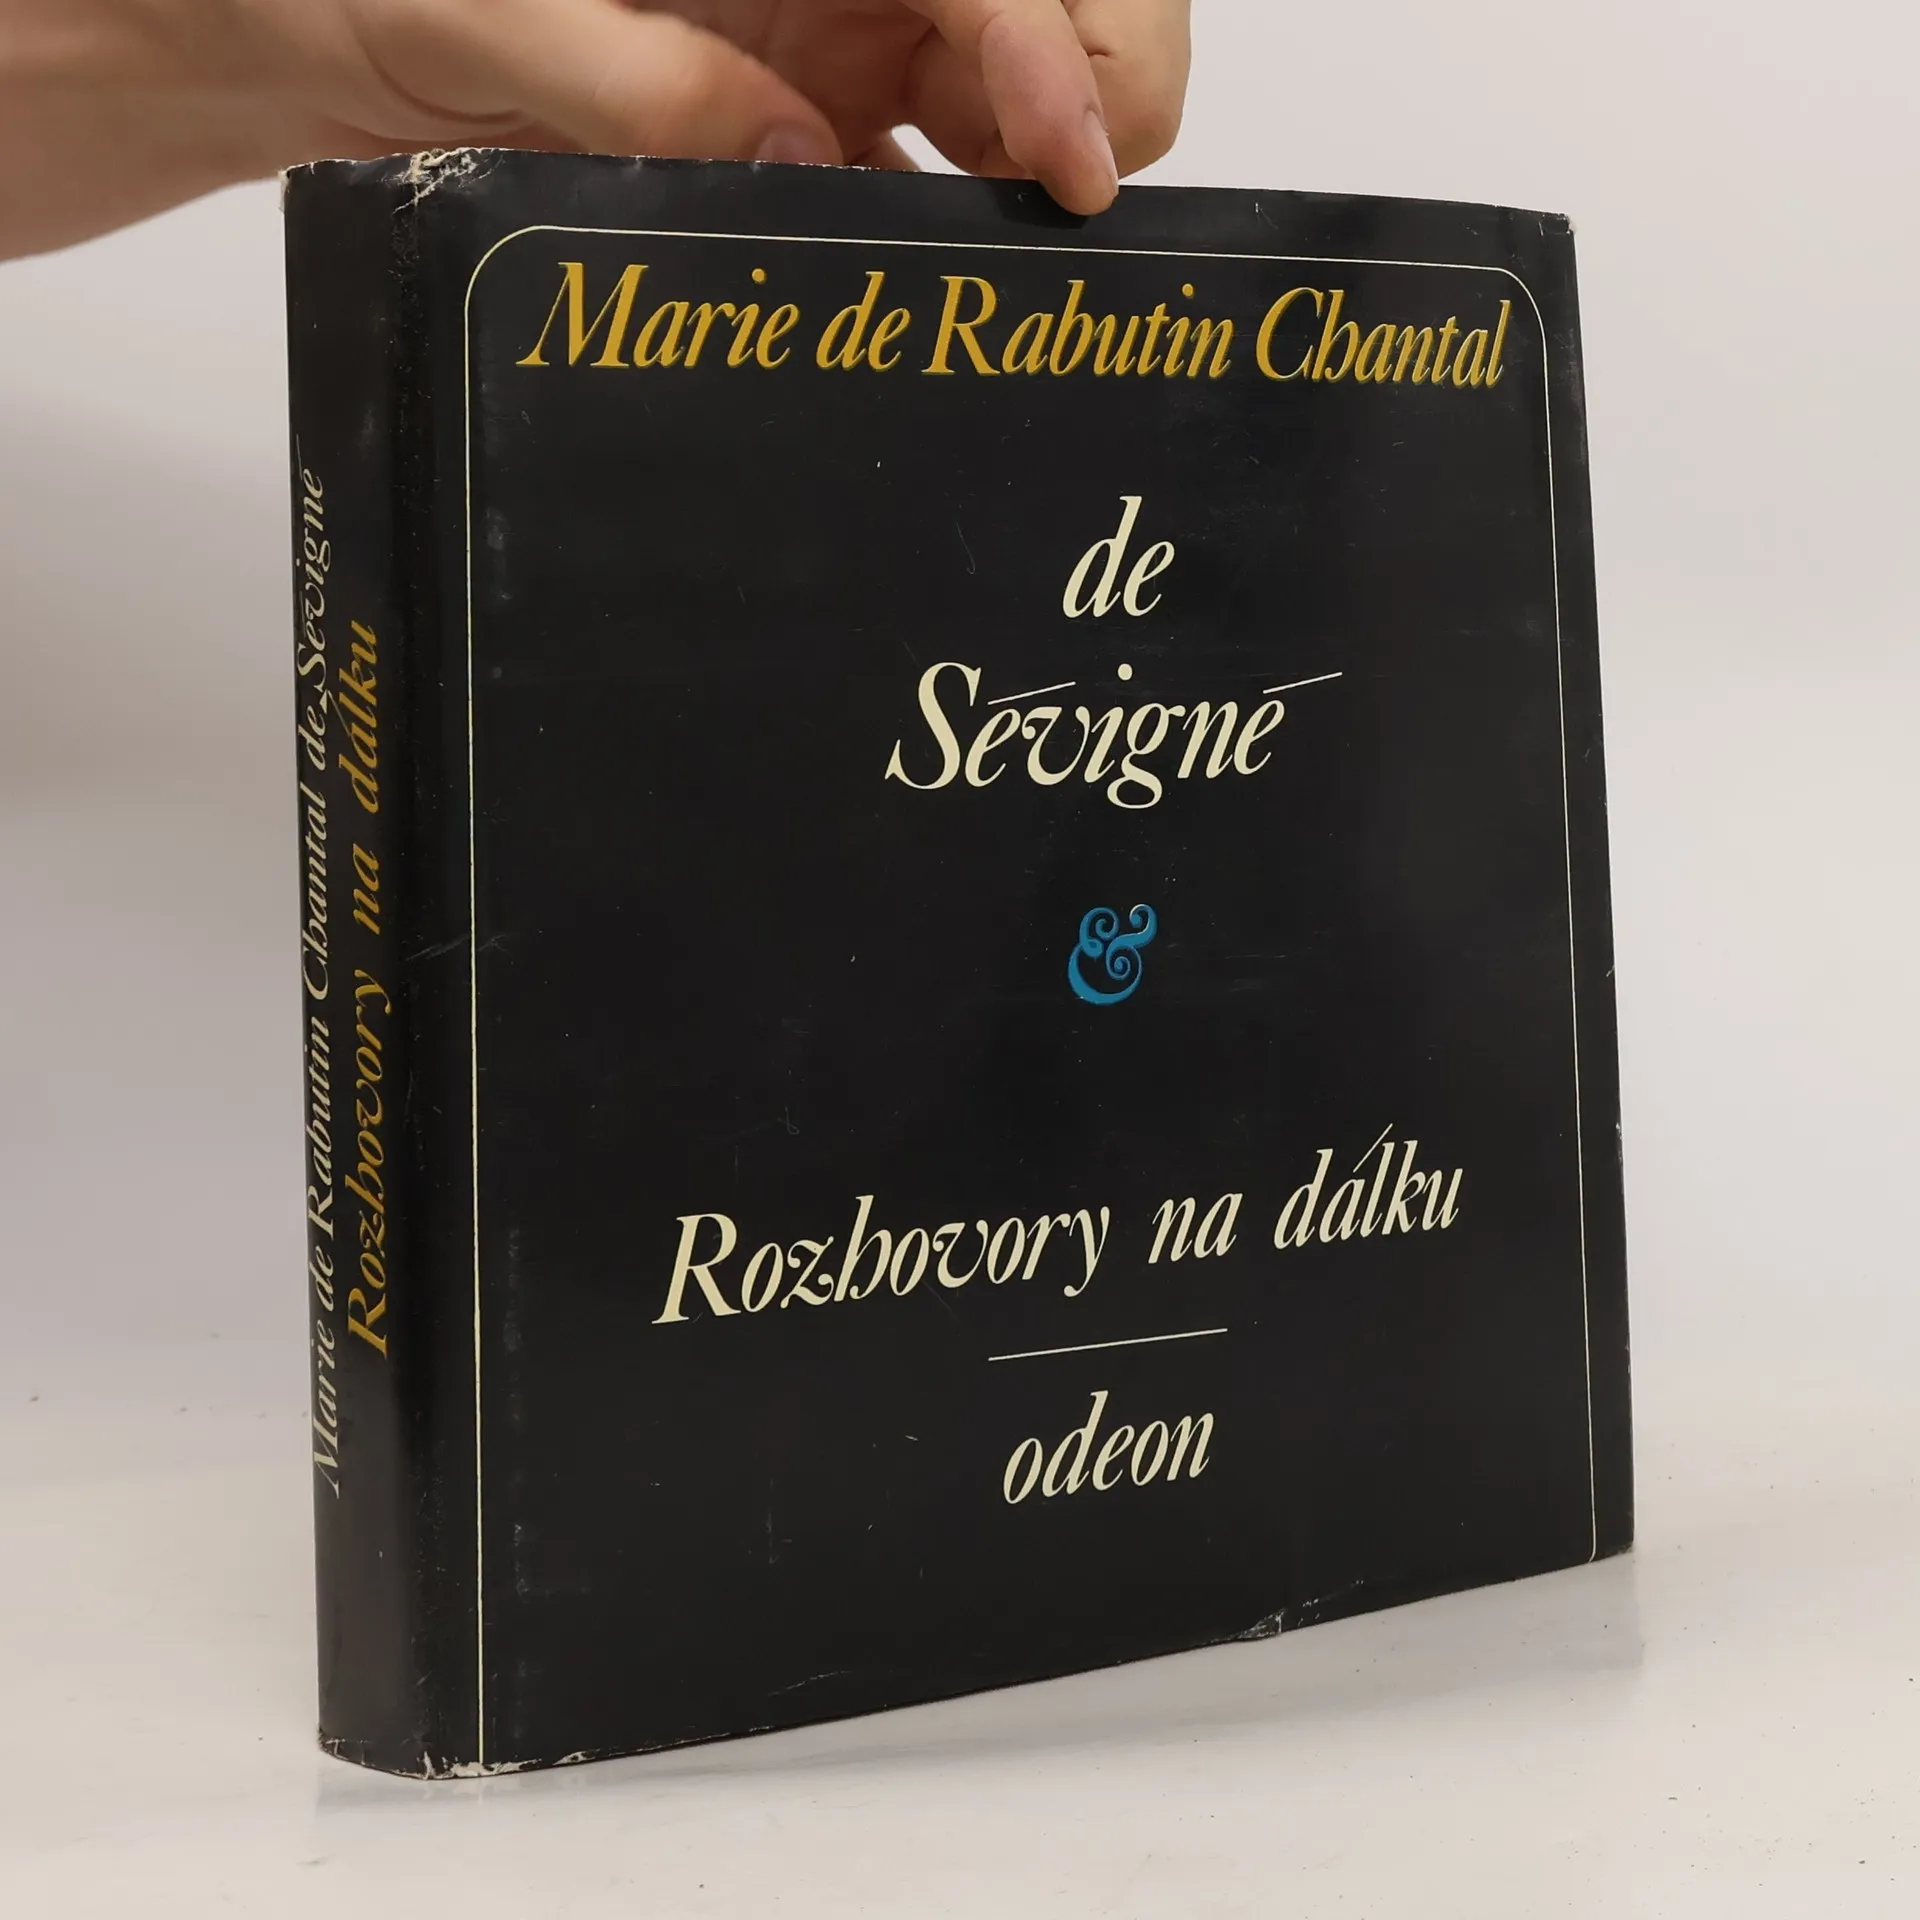 Marie de Rabutin Chantal
de
Sévigné
&
Rozhovory na dálku
odeon
Marie de Rabutin Chantal de Sévigné
Rozhovory na dálku